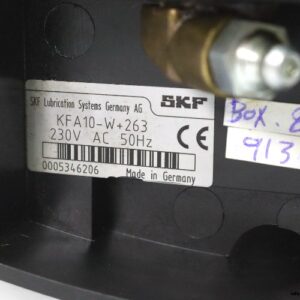 SKF Lubrication Systems Germany AG
SKF
KFA10-W+263
230V AC 50Hz
CE
0005346206
Made in Germany
BOX.
913